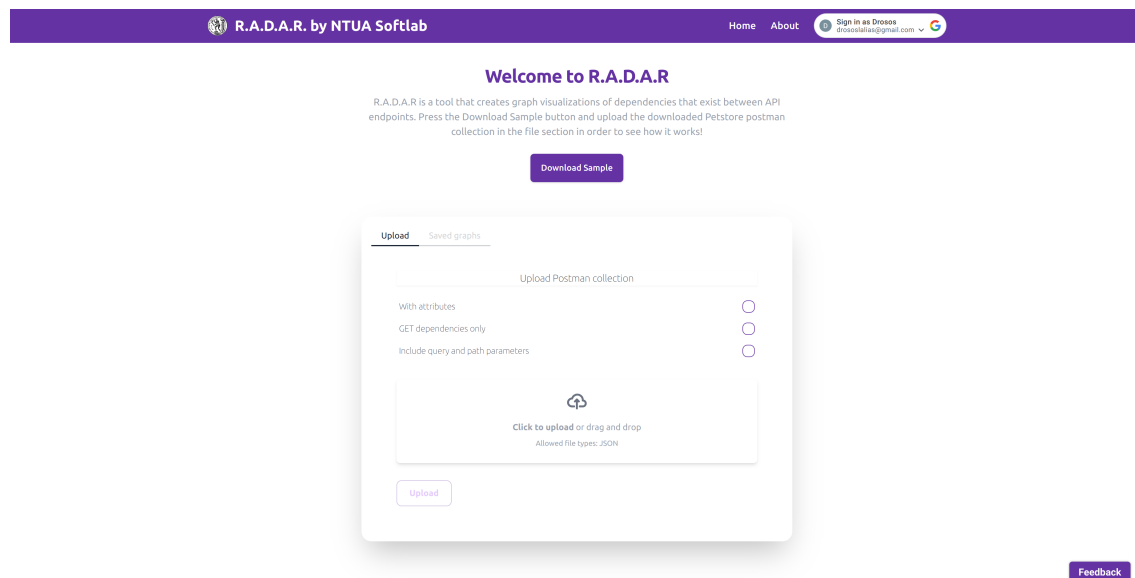 R.A.D.A.R. by NTUA Softlab
Home
About
D
Sign in as Drosos
drososlalias@gmail.com
Welcome to R.A.D.A.R
R.A.D.A.R is a tool that creates graph visualizations of dependencies that exist between API
endpoints. Press the Download Sample button and upload the downloaded Petstore postman
collection in the file section in order to see how it works!
Download Sample
Upload
Saved graphs
Upload Postman collection
With attributes
GET dependencies only
Include query and path parameters
Click to upload or drag and drop
Allowed file types: JSON
Upload
Feedback